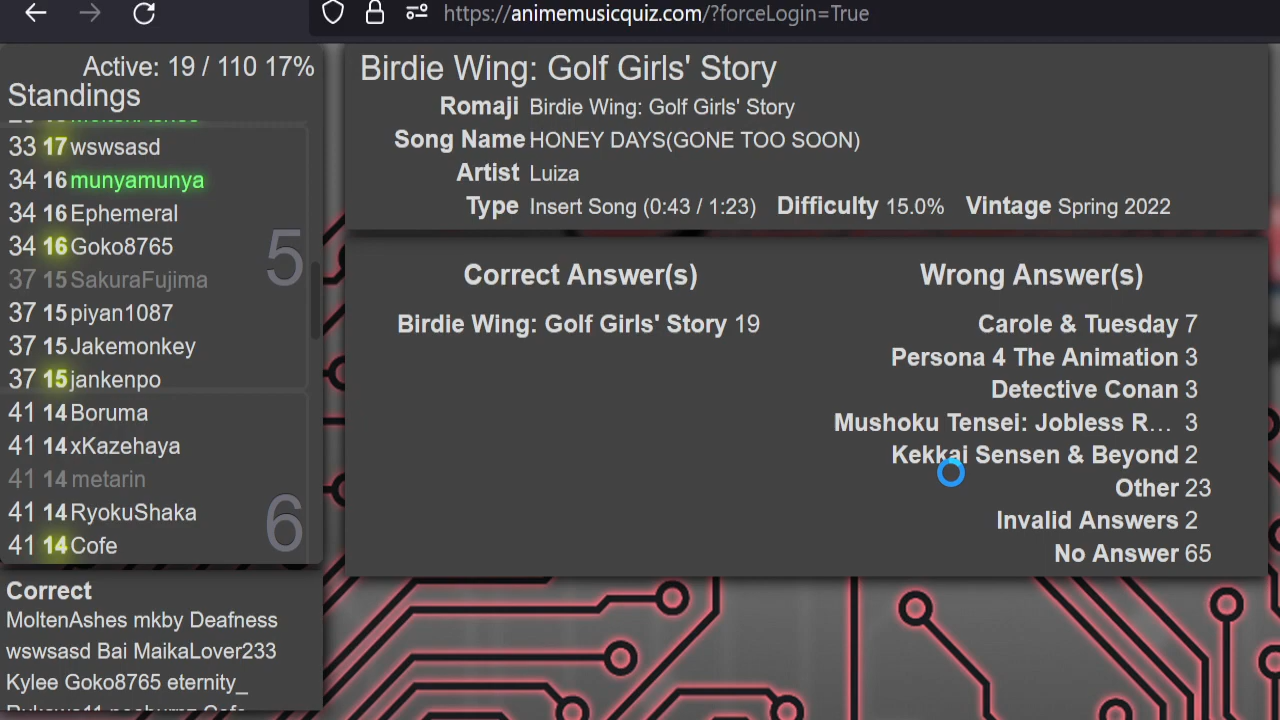 https://animemusicquiz.com/?forceLogin=True
Active: 19 / 110 17%
Standings
33 17 wswsasd
34 16 munyamunya
34 16 Ephemeral
34 16 Goko8765
5
37 15 SakuraFujima
37 15 piyan1087
37 15 Jakemonkey
37 15 jankenpo
41 14 Boruma
41 14 xKazehaya
41 14 metarin
41 14 RyokuShaka
6
41 14 Cofe
Correct
MoltenAshes mkby Deafness
wswsasd Bai MaikaLover233
Kylee Goko8765 eternity_
Birdie Wing: Golf Girls' Story
Romaji Birdie Wing: Golf Girls' Story
Song Name HONEY DAYS(GONE TOO SOON)
Artist Luiza
Type Insert Song (0:43 / 1:23) Difficulty 15.0% Vintage Spring 2022
Correct Answer(s)
Birdie Wing: Golf Girls' Story 19
Wrong Answer(s)
Carole & Tuesday 7
Persona 4 The Animation 3
Detective Conan 3
Mushoku Tensei: Jobless R... 3
Kekkai Sensen & Beyond 2
Other 23
Invalid Answers 2
No Answer 65